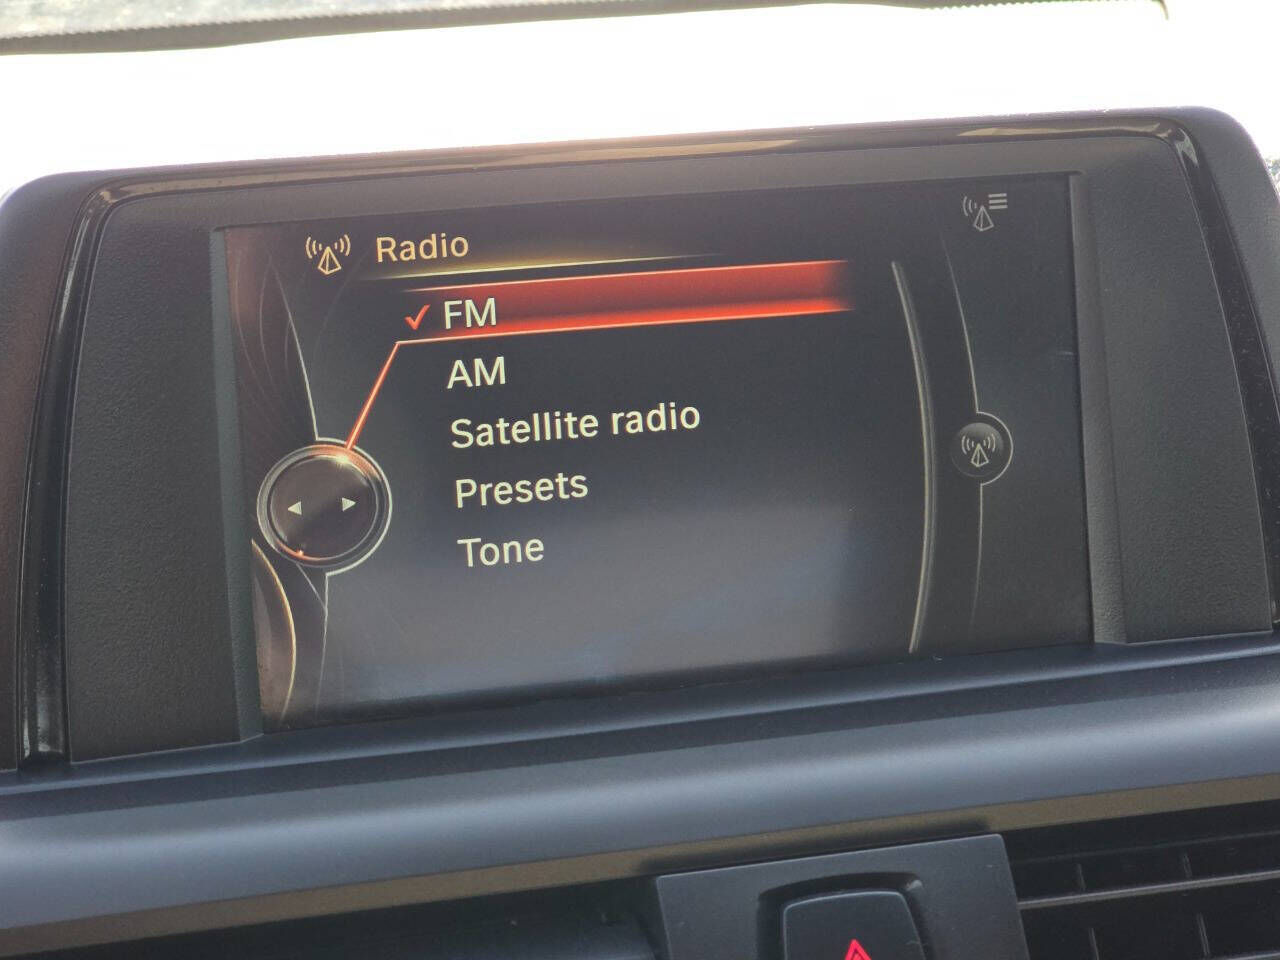 Radio
FM
AM
Satellite radio
Presets
Tone